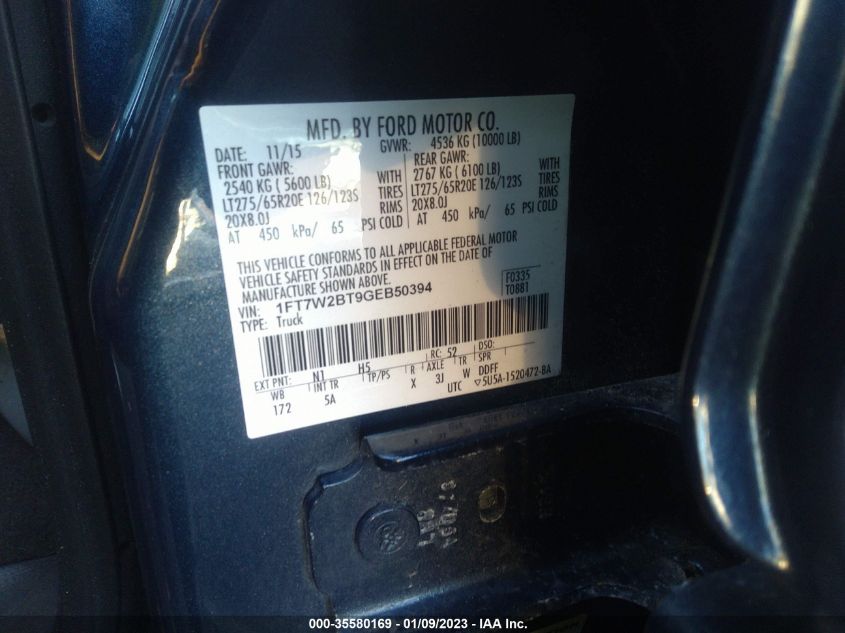 MFD. BY FORD MOTOR CO.
DATE: 11/15 GVWR: 4536 KG (10000 LB)
FRONT GAWR: REAR GAWR:
2540 KG ( 5600 LB) WITH 2767 KG ( 6100 LB) WITH
LT275/65R20E 126/123S TIRES LT275/65R20E 126/123S TIRES
20X8.0J RIMS 20X8.0J RIMS
AT 450 kPa/ 65 PSI COLD AT 450 kPa/ 65 PSI COLD
THIS VEHICLE CONFORMS TO ALL APPLICABLE FEDERAL MOTOR
VEHICLE SAFETY STANDARDS IN EFFECT ON THE DATE OF
MANUFACTURE SHOWN ABOVE. F0335
VIN: 1FT7W2BT9GEB50394 T0881
TYPE: Truck
EXT PNT: N1 H5 RC: 52 DSO:
WB INT TR TP/PS R AXLE TR SPR
172 5A X 3J W DDFF
UTC ▽5U5A-1520472-BA
000-35580169 - 01/09/2023 - IAA Inc.